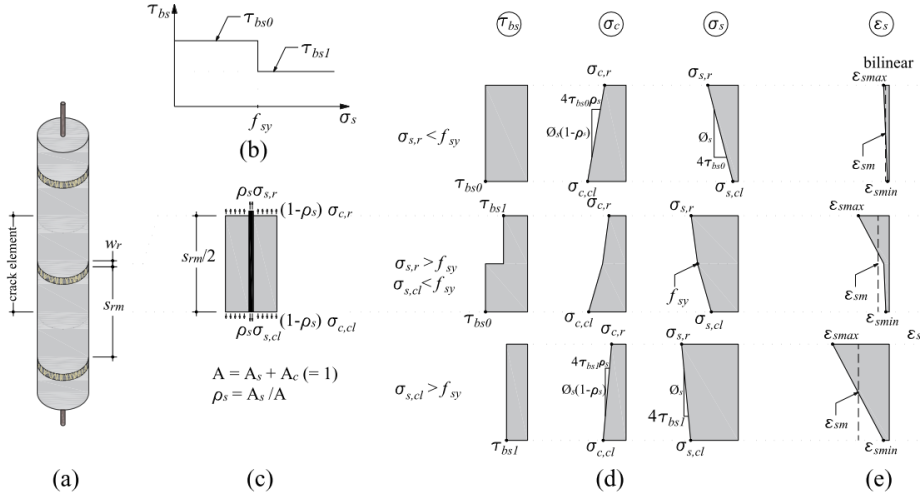 τbs
τbs0
τbs1
fsy
σs
(b)
crack element
wr
srm
(a)
ρsσs,r
(1-ρs) σc,r
srm/2
ρsσs,cl
(1-ρs) σc,cl
A = As + Ac (= 1)
ρs = As /A
(c)
τbs
σc
σs
εs
σs,r < fsy
τbs0
σc,r
4τbs0ρs
Øs(1-ρs)
σc,cl
σs,r
Øs
4τbs0
σs,cl
bilinear
εsmax
εsm
εsmin
σs,r > fsy
σs,cl < fsy
τbs1
τbs0
σc,r
σc,cl
σs,r
fsy
σs,cl
εsmax
εsm
εsmin
εs
σs,cl > fsy
τbs1
σc,r
4τbs1ρs
Øs(1-ρs)
σc,cl
σs,r
Øs
4τbs1
σs,cl
εsmax
εsm
εsmin
(d)
(e)